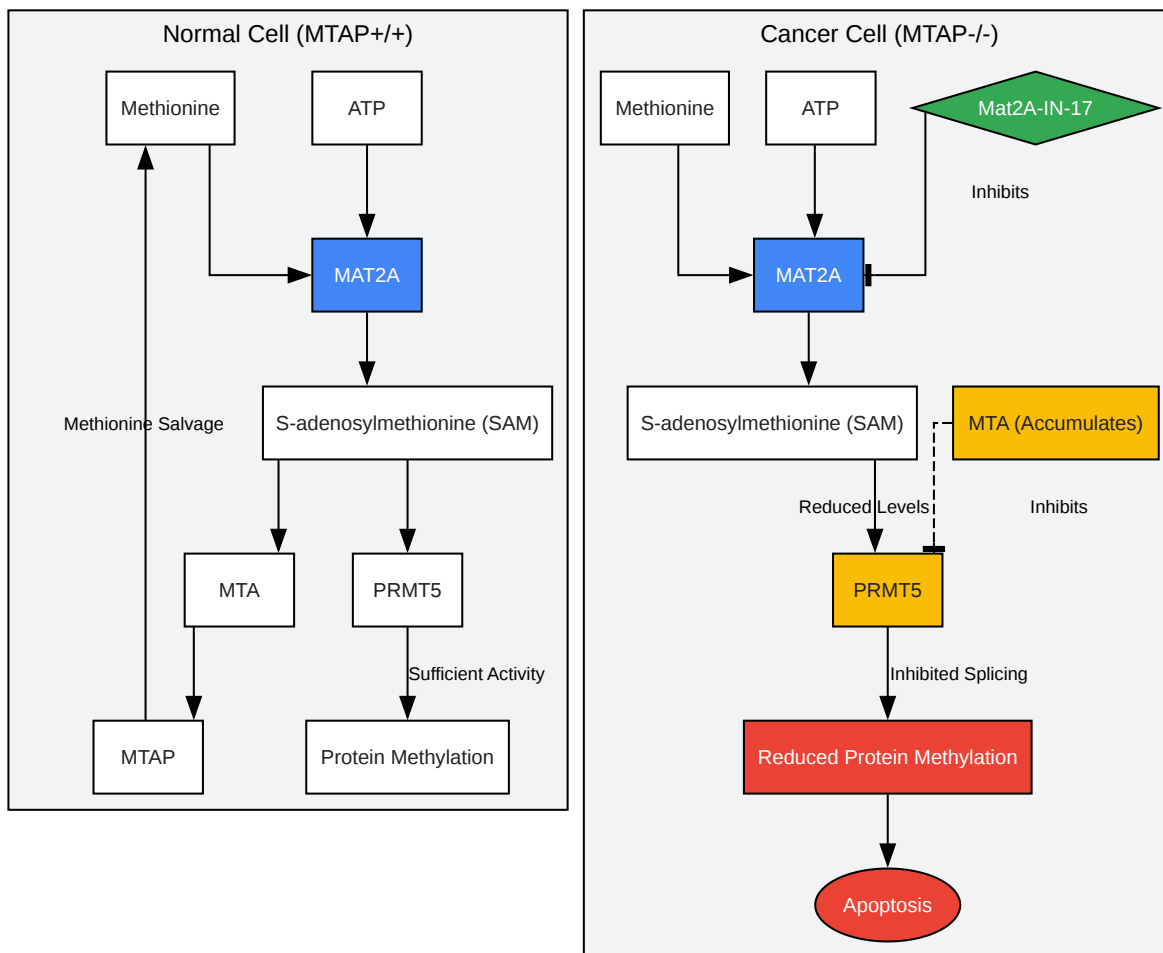 Normal Cell (MTAP+/+)
Methionine
ATP
MAT2A
Methionine Salvage
S-adenosylmethionine (SAM)
MTA
PRMT5
Sufficient Activity
MTAP
Protein Methylation
Cancer Cell (MTAP-/-)
Methionine
ATP
Mat2A-IN-17
Inhibits
MAT2A
S-adenosylmethionine (SAM)
MTA (Accumulates)
Reduced Levels
Inhibits
PRMT5
Inhibited Splicing
Reduced Protein Methylation
Apoptosis